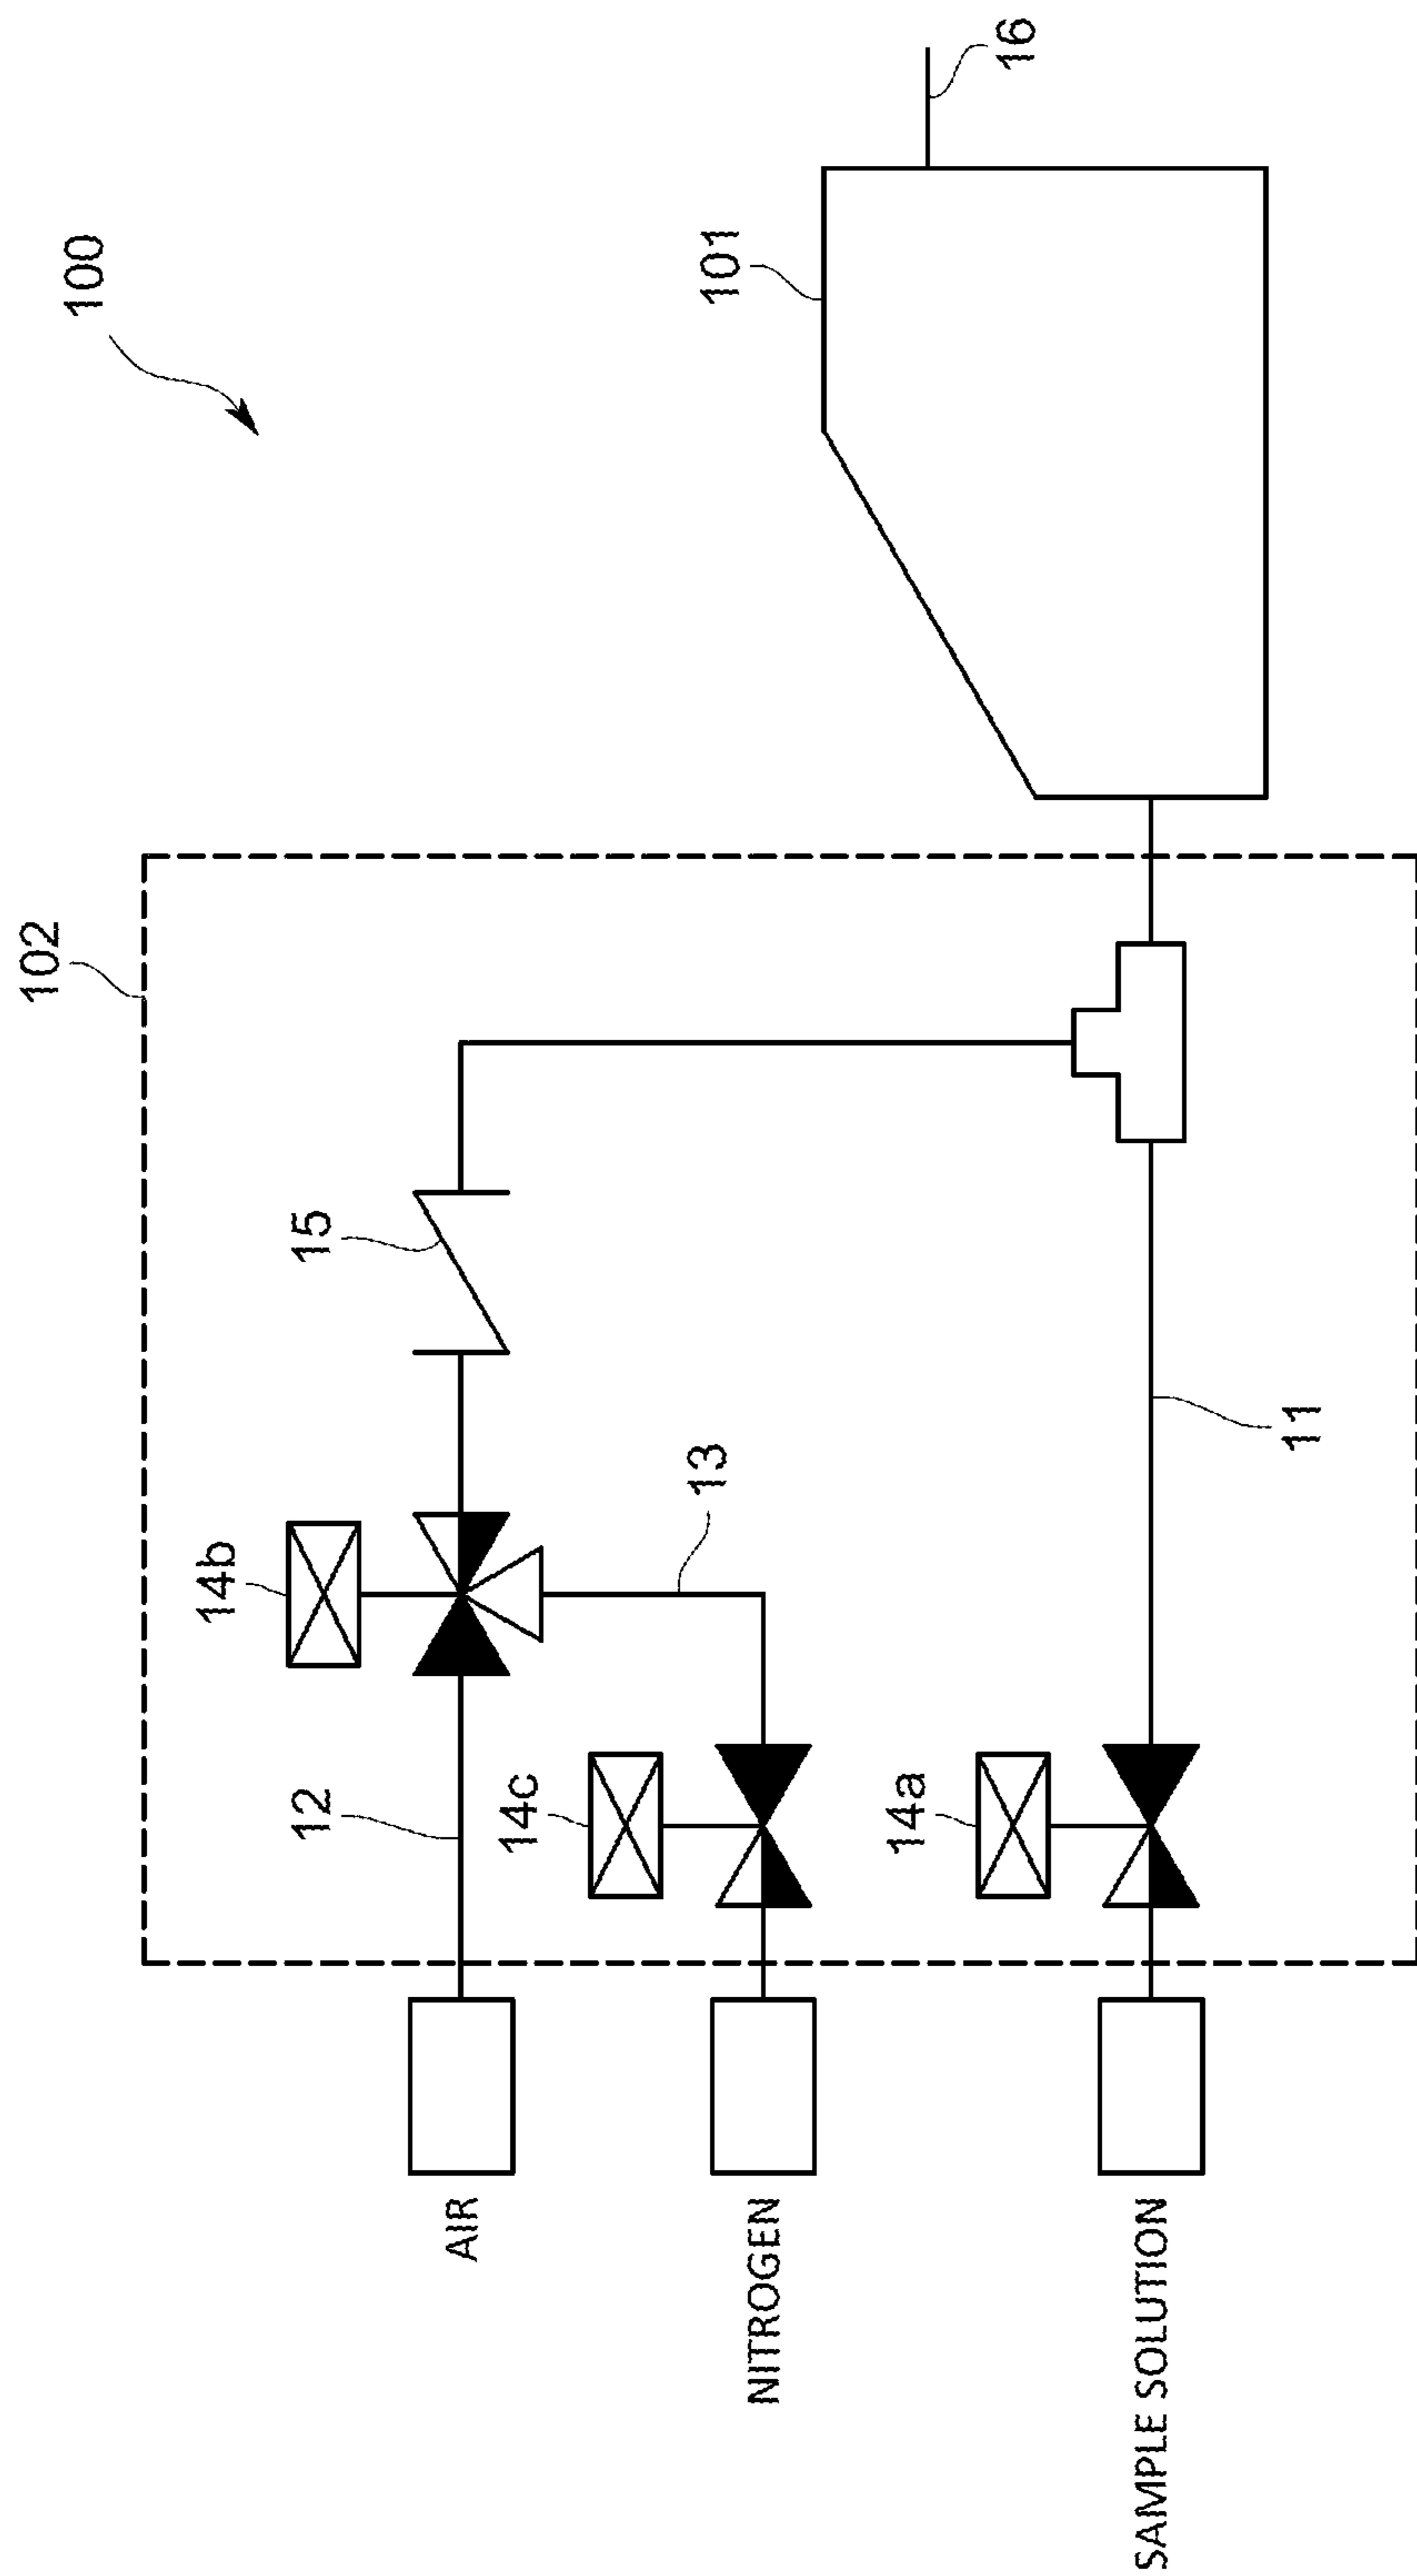 100
102
16
101
15
14b
13
12
14c
14a
11
AIR
NITROGEN
SAMPLE SOLUTION